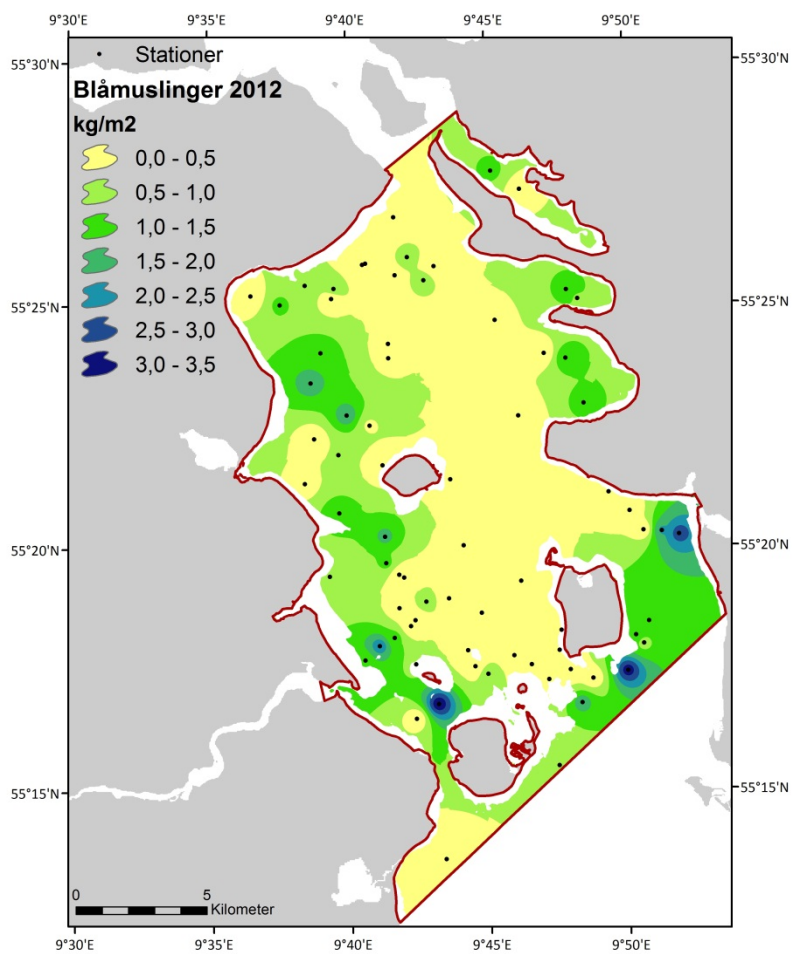 9°30'E 9°35'E 9°40'E 9°45'E 9°50'E
55°30'N 55°30'N
Stationer
Blåmuslinger 2012
kg/m2
0,0 - 0,5
0,5 - 1,0
1,0 - 1,5
1,5 - 2,0
2,0 - 2,5
2,5 - 3,0
3,0 - 3,5
55°25'N 55°25'N
55°20'N 55°20'N
55°15'N 55°15'N
0 5
Kilometer
9°30'E 9°35'E 9°40'E 9°45'E 9°50'E